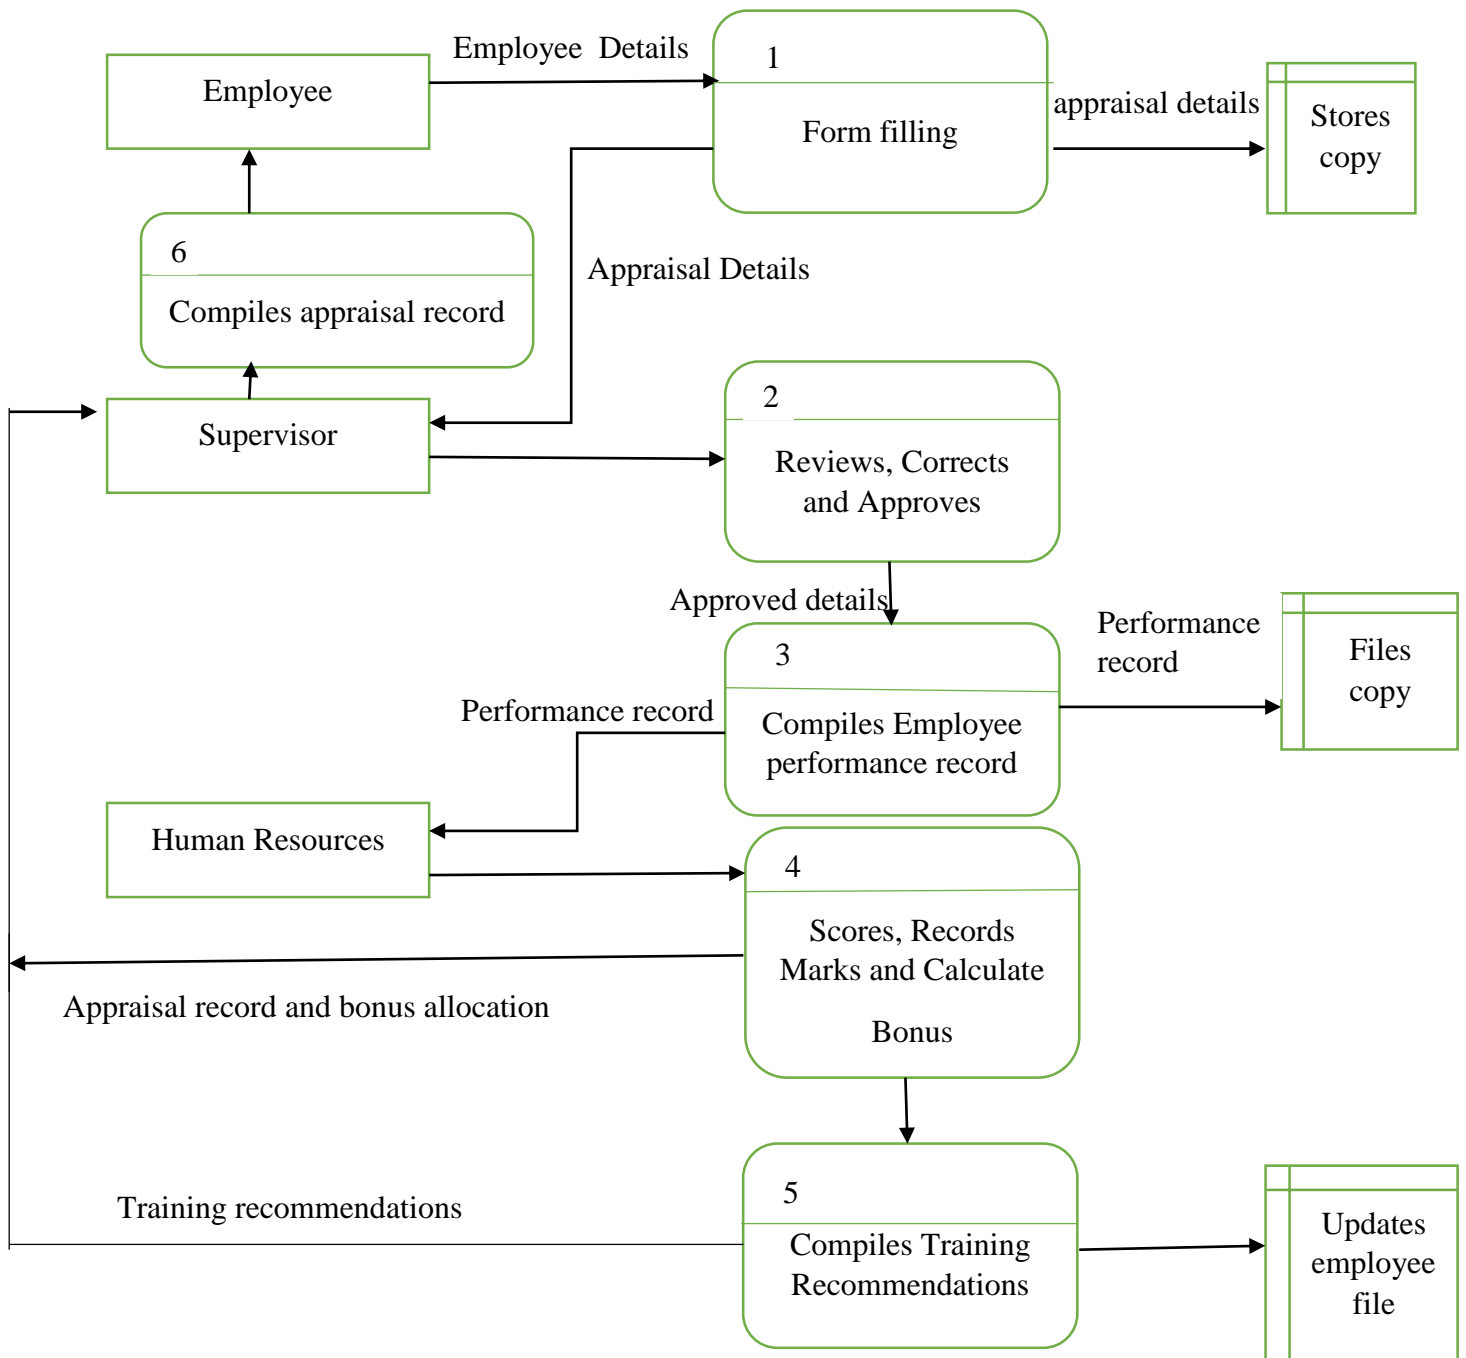 Employee  Details
1
Employee
Form filling
appraisal details
Stores
copy
6
Compiles appraisal record
Appraisal Details
Supervisor
2
Reviews, Corrects
and Approves
Approved details
3
Compiles Employee
performance record
Performance
record
Files
copy
Performance record
Human Resources
4
Scores, Records
Marks and Calculate
Bonus
Appraisal record and bonus allocation
Training recommendations
5
Compiles Training
Recommendations
Updates
employee
file